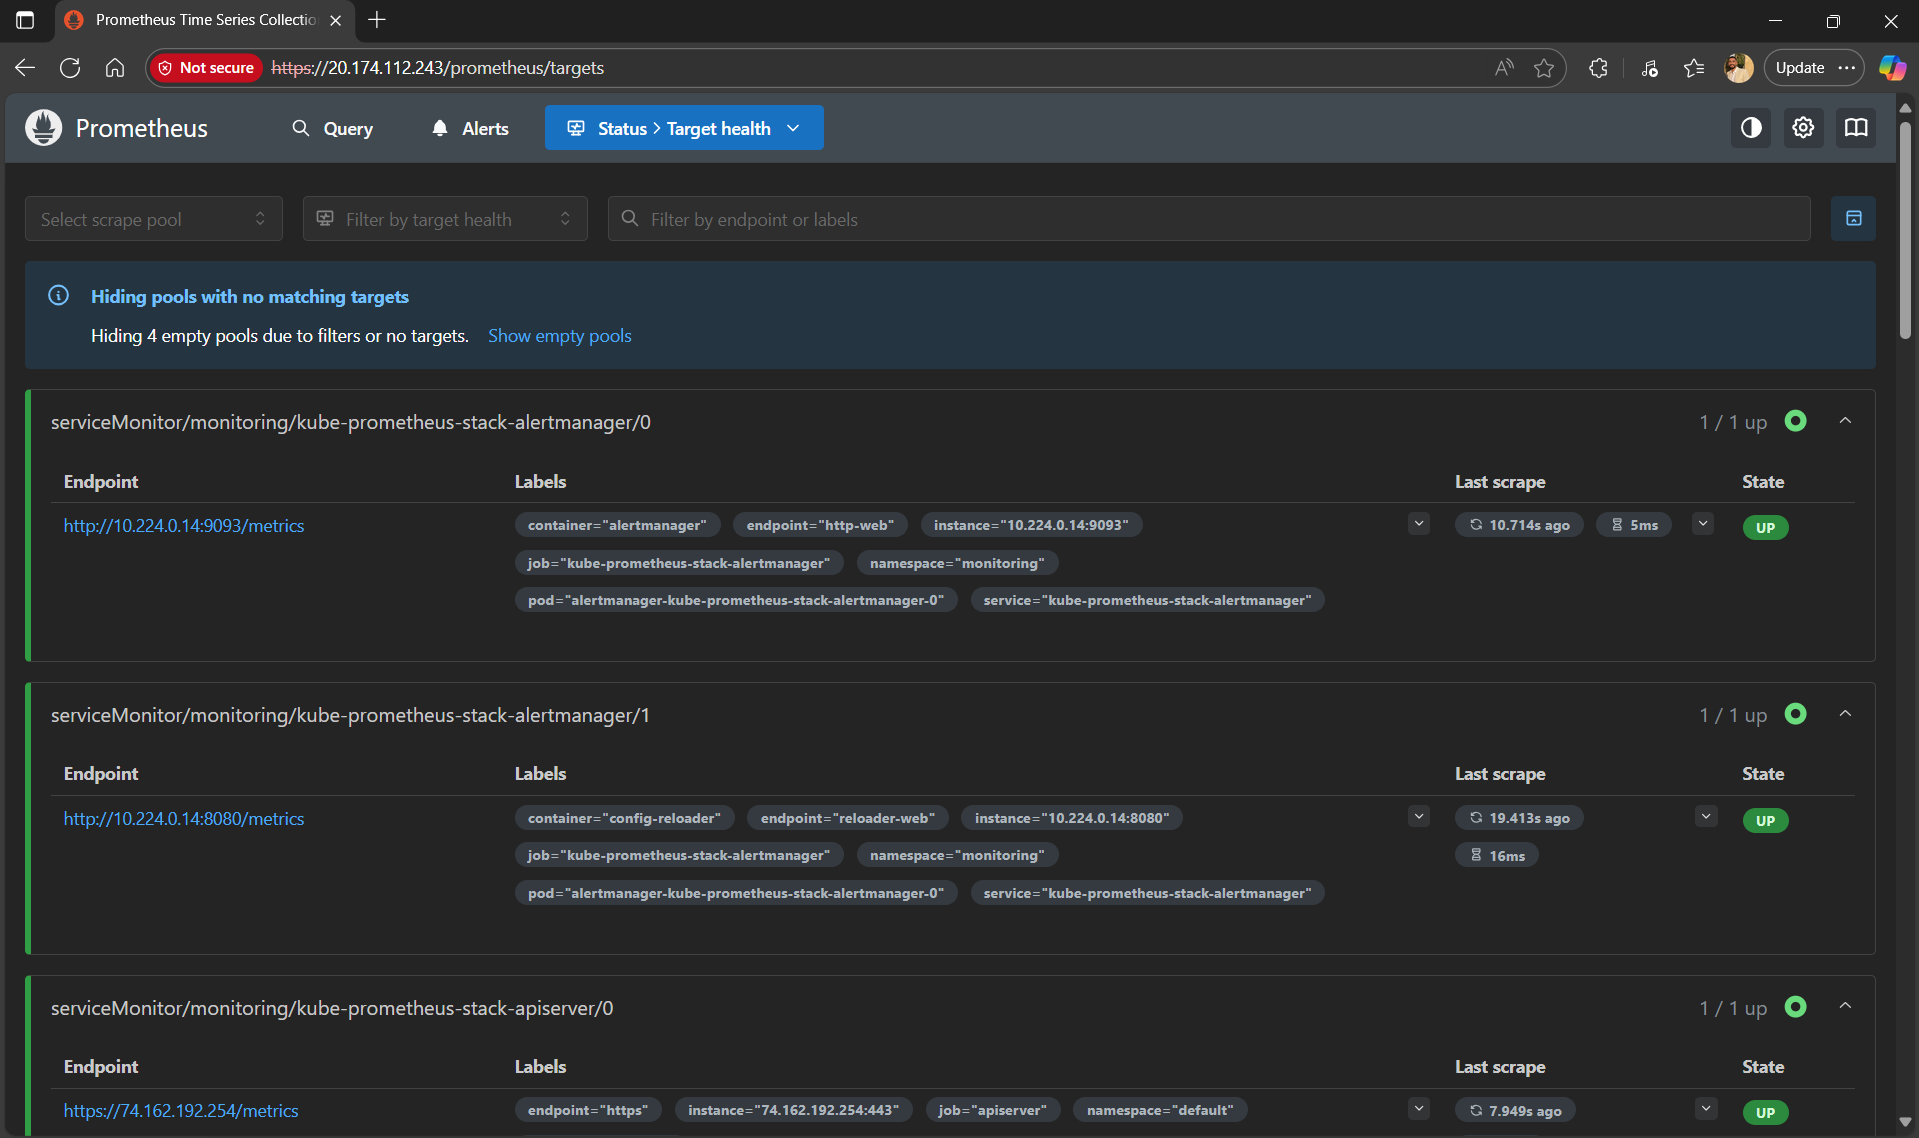 Prometheus Time Series Collectio
Not secure https://20.174.112.243/prometheus/targets Update
Prometheus Query Alerts Status > Target health
Select scrape pool Filter by target health Filter by endpoint or labels
Hiding pools with no matching targets
Hiding 4 empty pools due to filters or no targets. Show empty pools
serviceMonitor/monitoring/kube-prometheus-stack-alertmanager/0 1 / 1 up
Endpoint Labels Last scrape State
http://10.224.0.14:9093/metrics container="alertmanager" endpoint="http-web" instance="10.224.0.14:9093" 10.714s ago 5ms UP
job="kube-prometheus-stack-alertmanager" namespace="monitoring"
pod="alertmanager-kube-prometheus-stack-alertmanager-0" service="kube-prometheus-stack-alertmanager"
serviceMonitor/monitoring/kube-prometheus-stack-alertmanager/1 1 / 1 up
Endpoint Labels Last scrape State
http://10.224.0.14:8080/metrics container="config-reloader" endpoint="reloader-web" instance="10.224.0.14:8080" 19.413s ago UP
job="kube-prometheus-stack-alertmanager" namespace="monitoring" 16ms
pod="alertmanager-kube-prometheus-stack-alertmanager-0" service="kube-prometheus-stack-alertmanager"
serviceMonitor/monitoring/kube-prometheus-stack-apiserver/0 1 / 1 up
Endpoint Labels Last scrape State
https://74.162.192.254/metrics endpoint="https" instance="74.162.192.254:443" job="apiserver" namespace="default" 7.949s ago UP